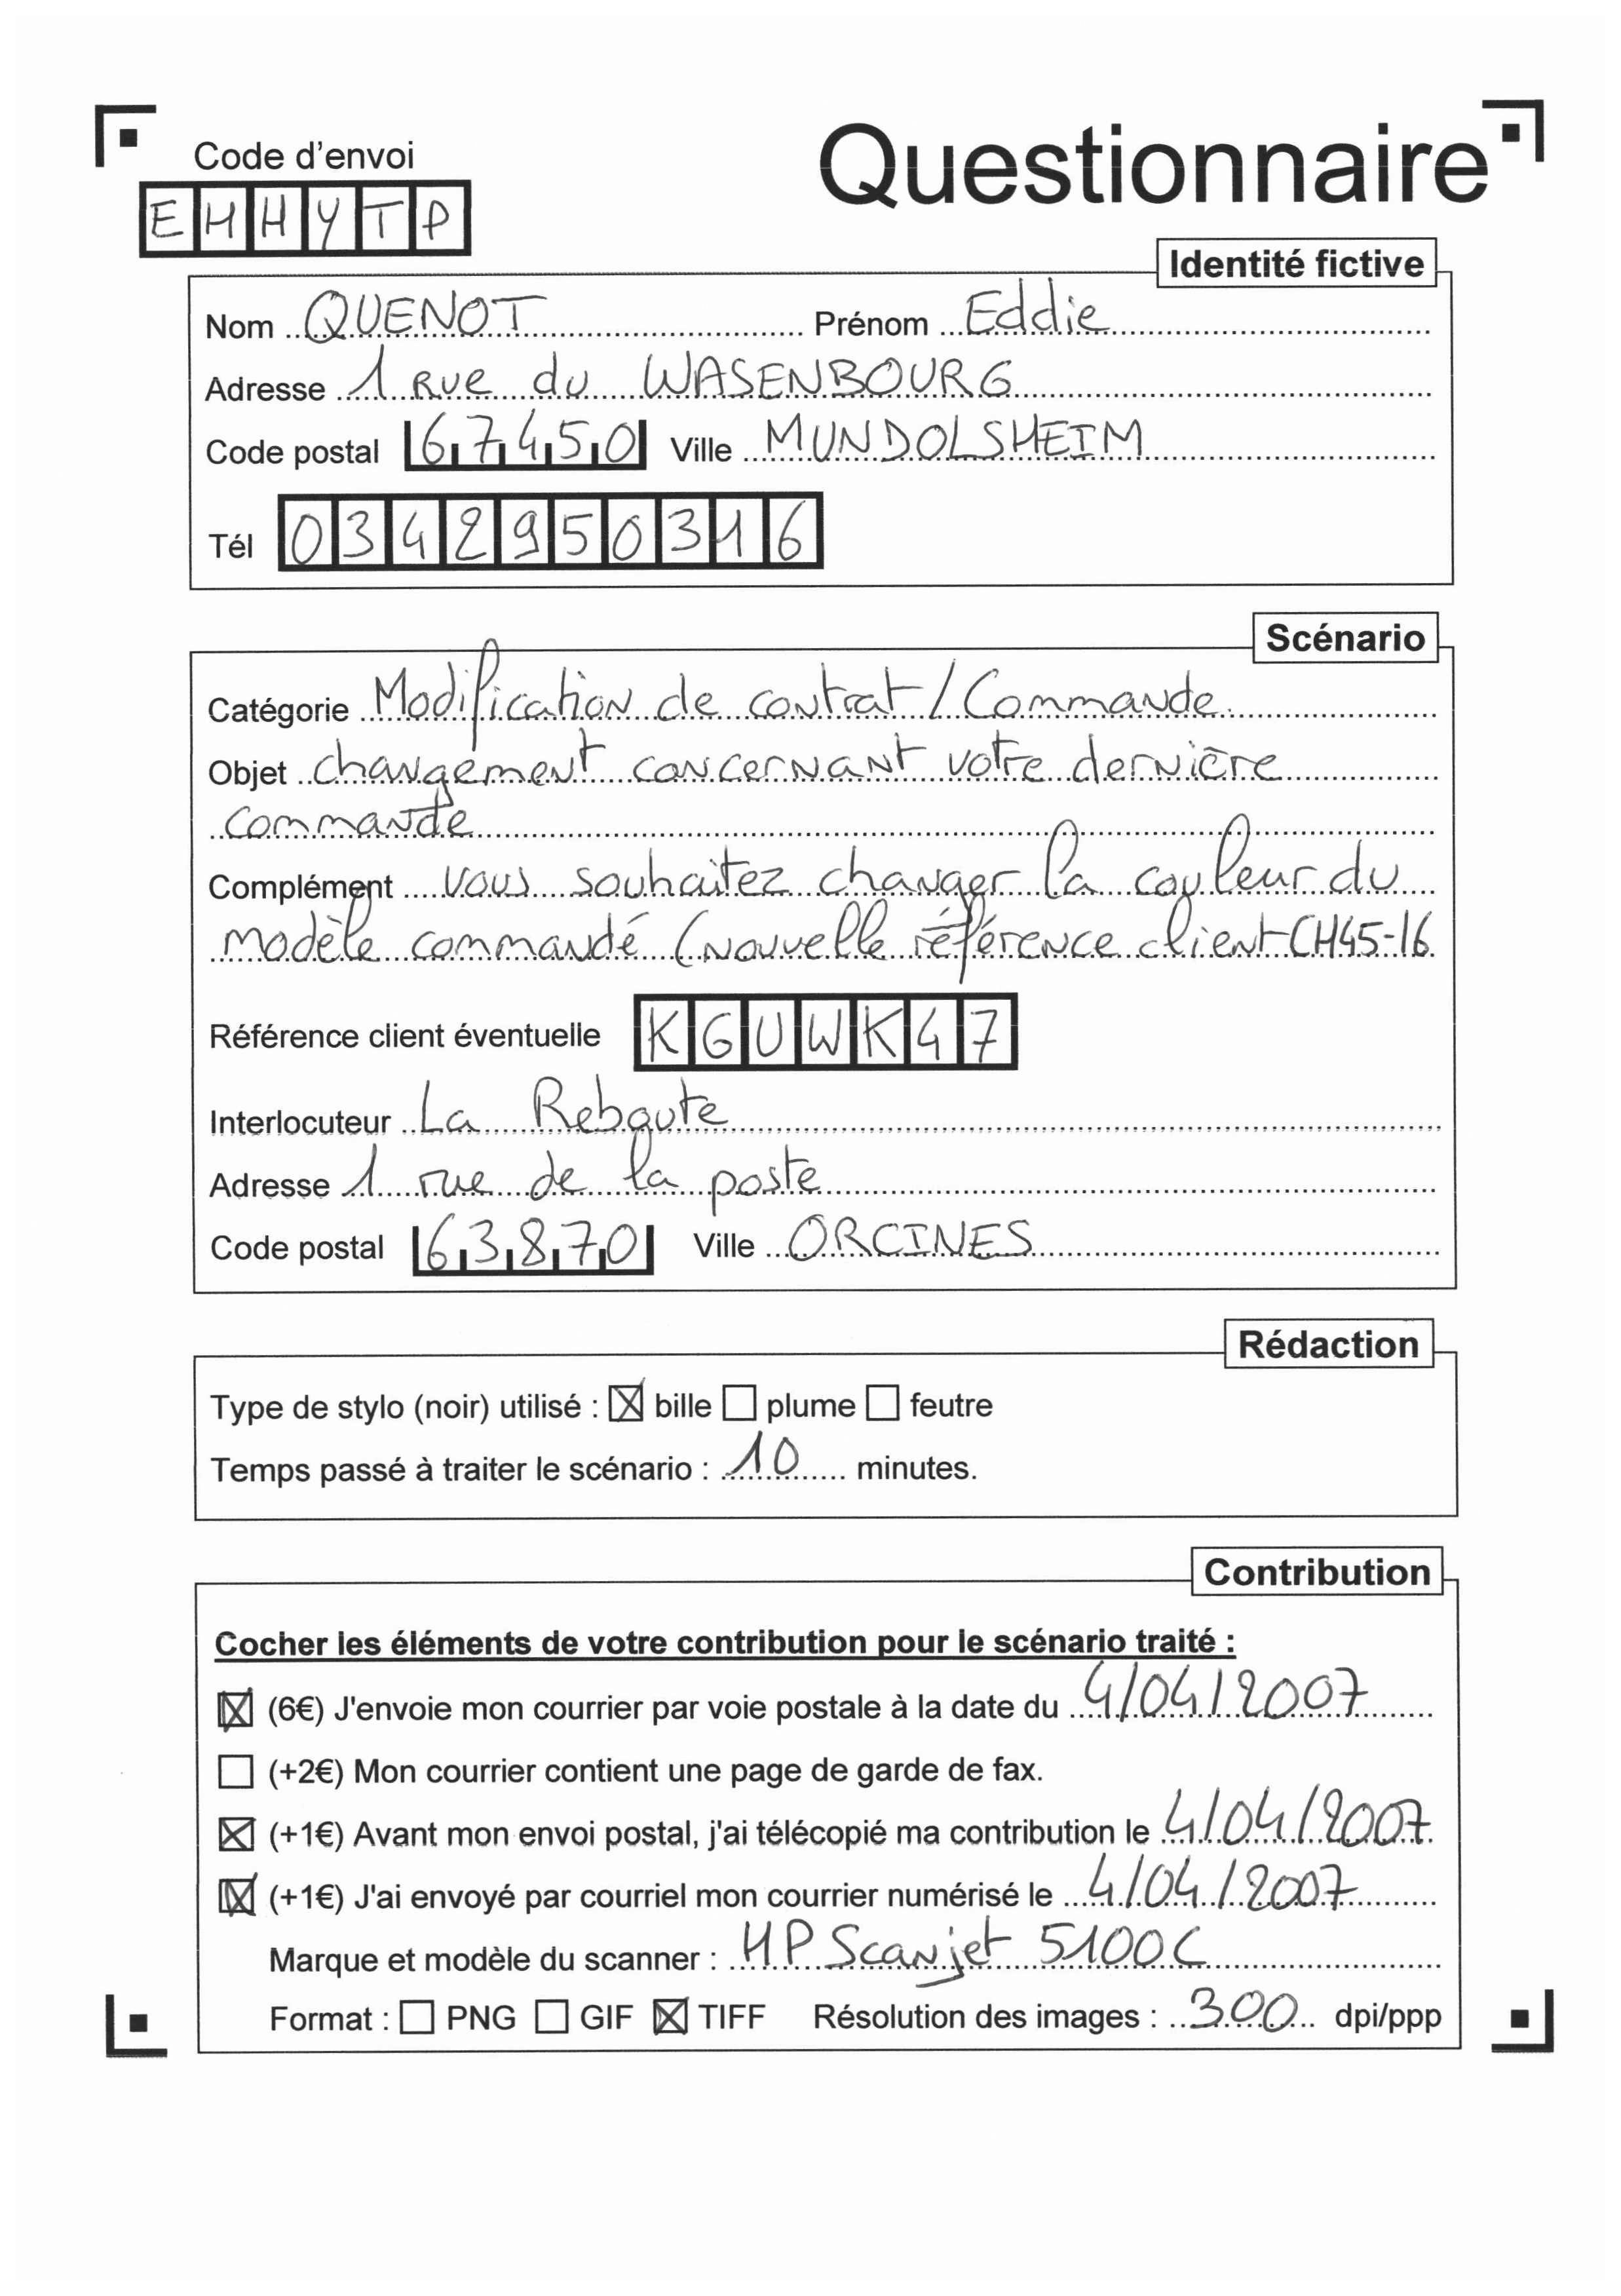 Code d'envoi
Questionnaire
EHHYTP
Identité fictive
Nom QUENOT Prénom Eddie
Adresse 1 Rue du WASENBOURG
Code postal 67450 Ville MUNDOLSHEIM
Tél 0342950316
Scénario
Catégorie Modification de contrat / Commande
Objet changement concernant votre dernière
commande
Complément vous souhaitez changer la couleur du
modèle commandé (nouvelle référence client CH45-16
Référence client éventuelle KGUWK47
Interlocuteur La Reboute
Adresse 1 rue de la poste
Code postal 63870 Ville ORCINES
Rédaction
Type de stylo (noir) utilisé : ☒ bille ☐ plume ☐ feutre
Temps passé à traiter le scénario : 10 minutes.
Contribution
Cocher les éléments de votre contribution pour le scénario traité :
☒ (6€) J'envoie mon courrier par voie postale à la date du 4/04/2007
☐ (+2€) Mon courrier contient une page de garde de fax.
☒ (+1€) Avant mon envoi postal, j'ai télécopié ma contribution le 4/04/2007
☒ (+1€) J'ai envoyé par courriel mon courrier numérisé le 4/04/2007
Marque et modèle du scanner : HP Scanjet 5100C
Format : ☐ PNG ☐ GIF ☒ TIFF Résolution des images : 300 dpi/ppp